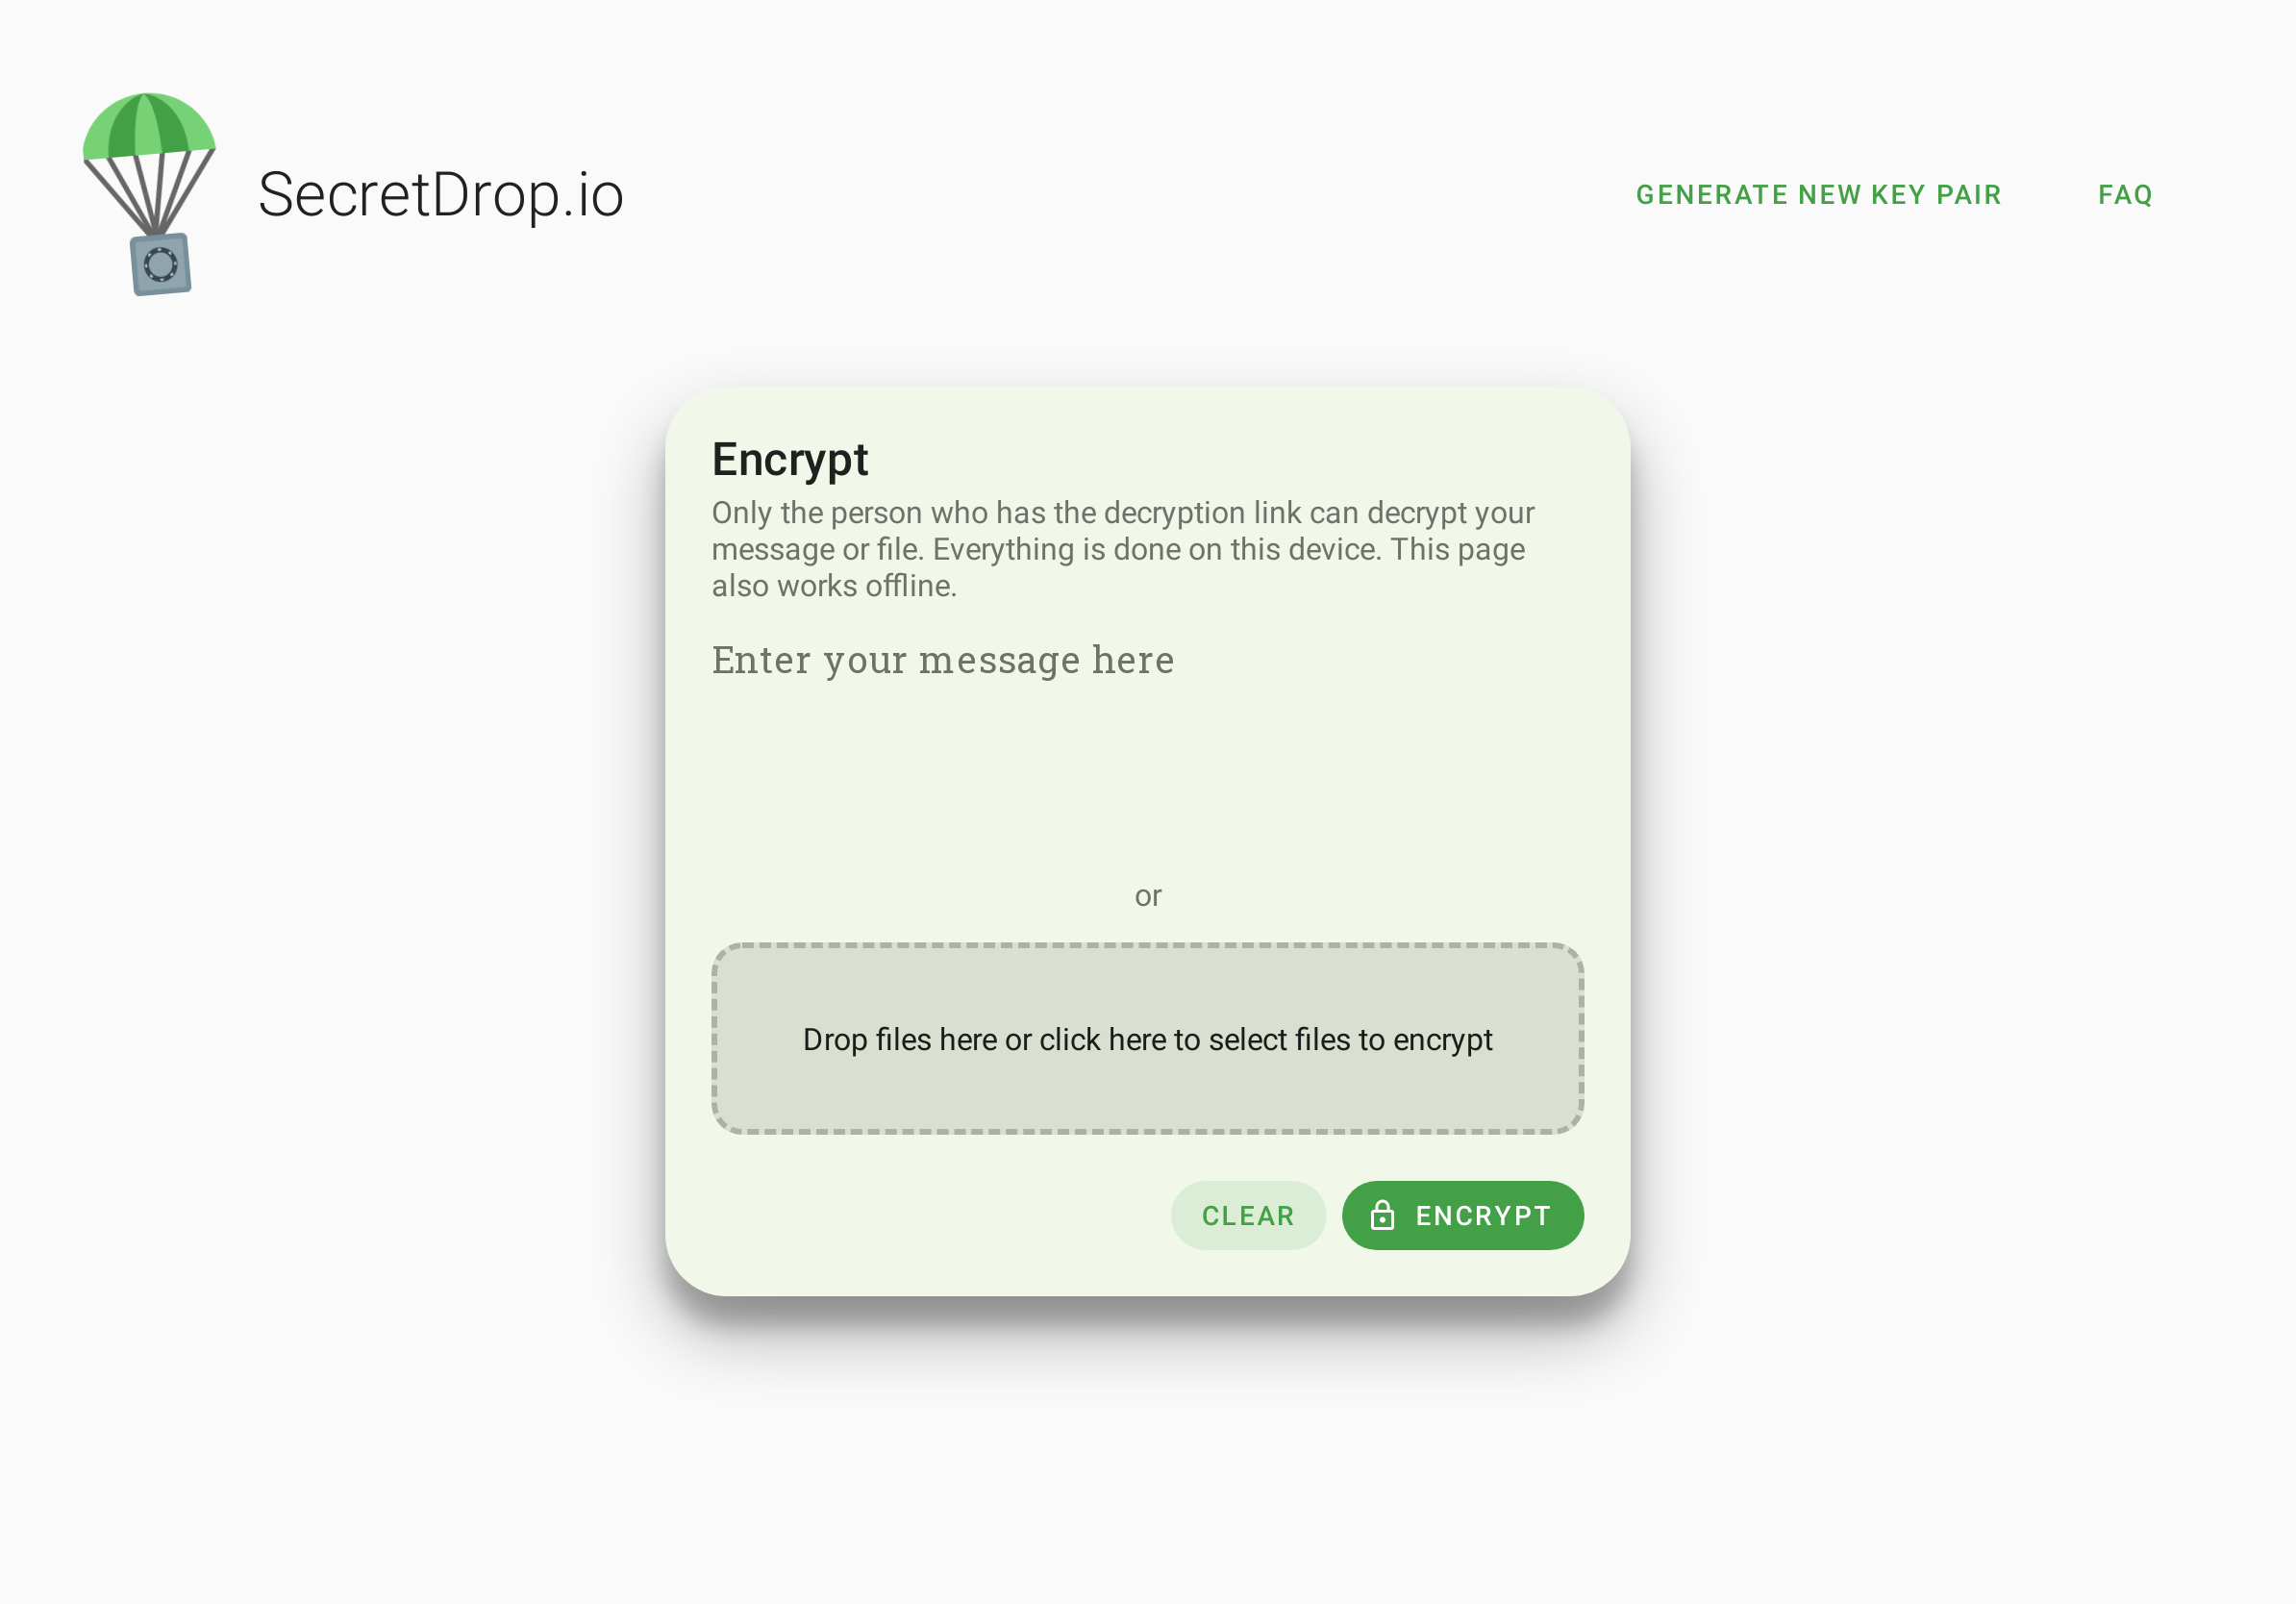 SecretDrop.io
GENERATE NEW KEY PAIR
FAQ
Encrypt
Only the person who has the decryption link can decrypt your
message or file. Everything is done on this device. This page
also works offline.
Enter your message here
or
Drop files here or click here to select files to encrypt
CLEAR
ENCRYPT